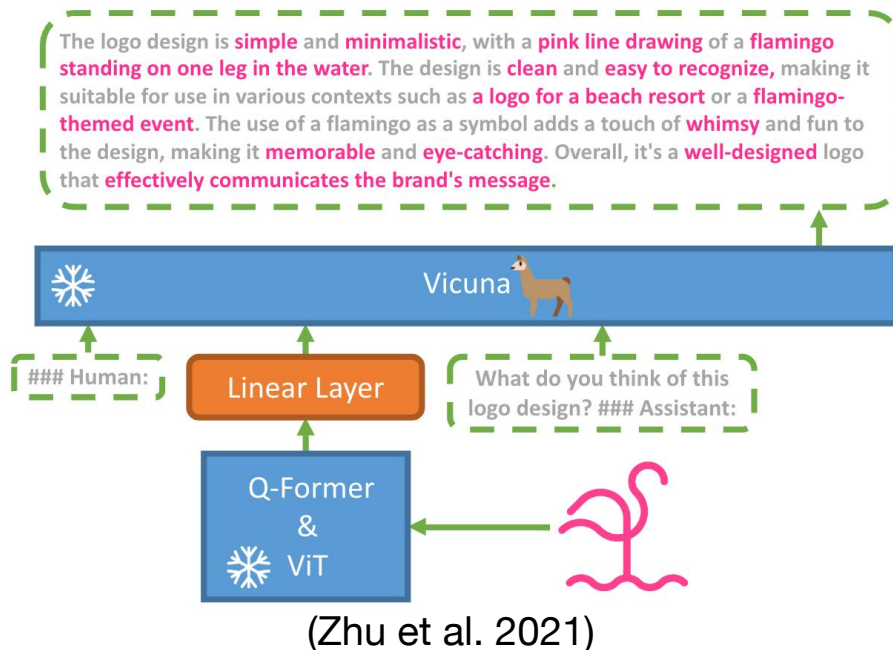 The logo design is simple and minimalistic, with a pink line drawing of a flamingo
standing on one leg in the water. The design is clean and easy to recognize, making it
suitable for use in various contexts such as a logo for a beach resort or a flamingo-
themed event. The use of a flamingo as a symbol adds a touch of whimsy and fun to
the design, making it memorable and eye-catching. Overall, it's a well-designed logo
that effectively communicates the brand's message.
Vicuna
### Human:
Linear Layer
What do you think of this
logo design? ### Assistant:
Q-Former
&
ViT
(Zhu et al. 2021)